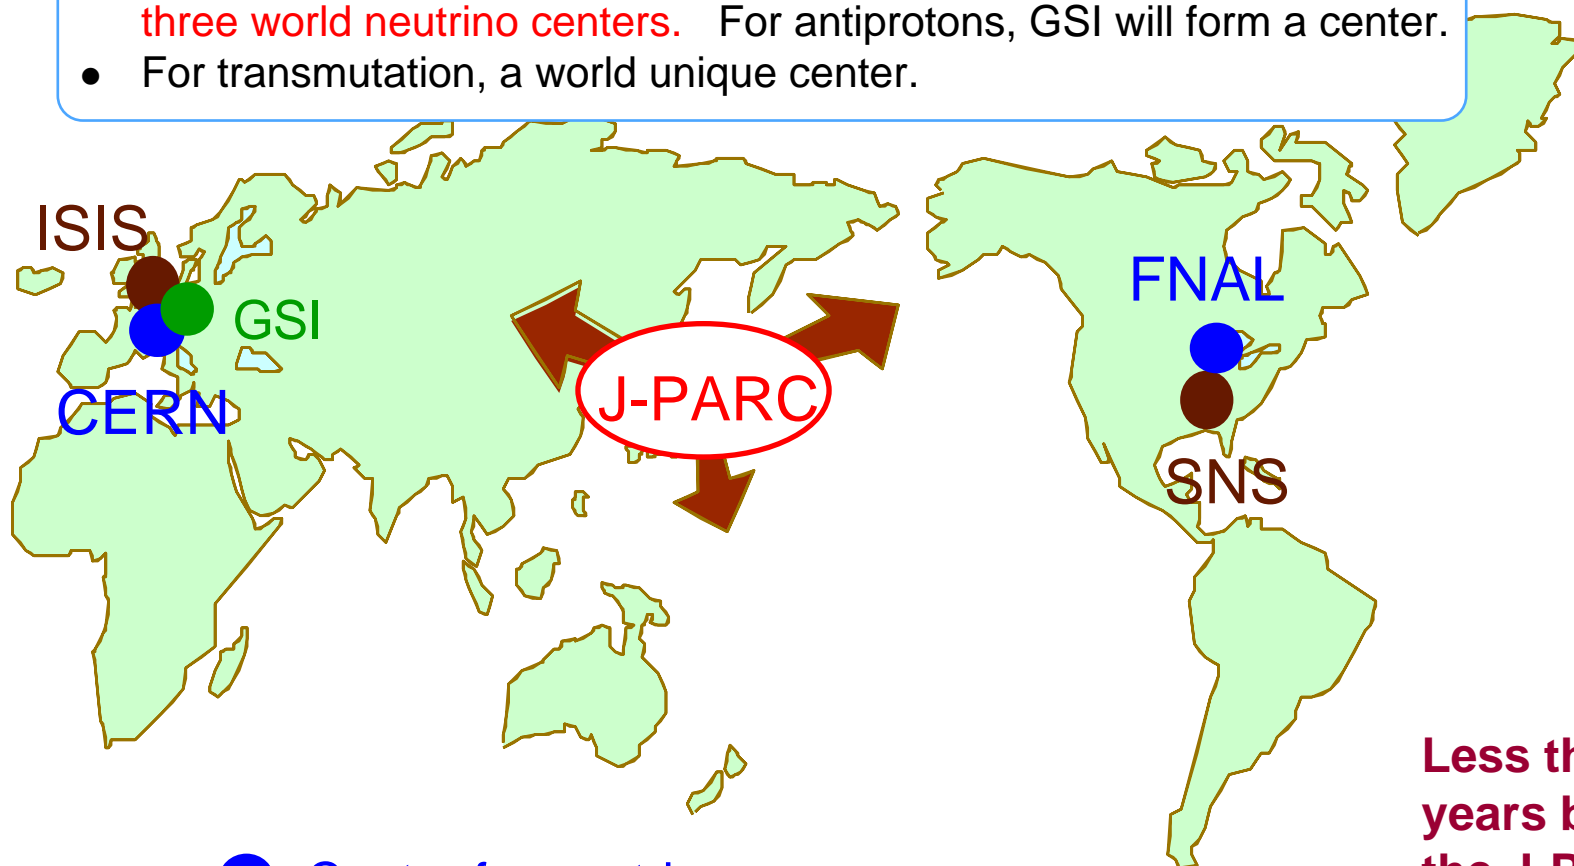 three world neutrino centers. For antiprotons, GSI will form a center.
● For transmutation, a world unique center.
ISIS
GSI
CERN
J-PARC
FNAL
SNS
Less
years